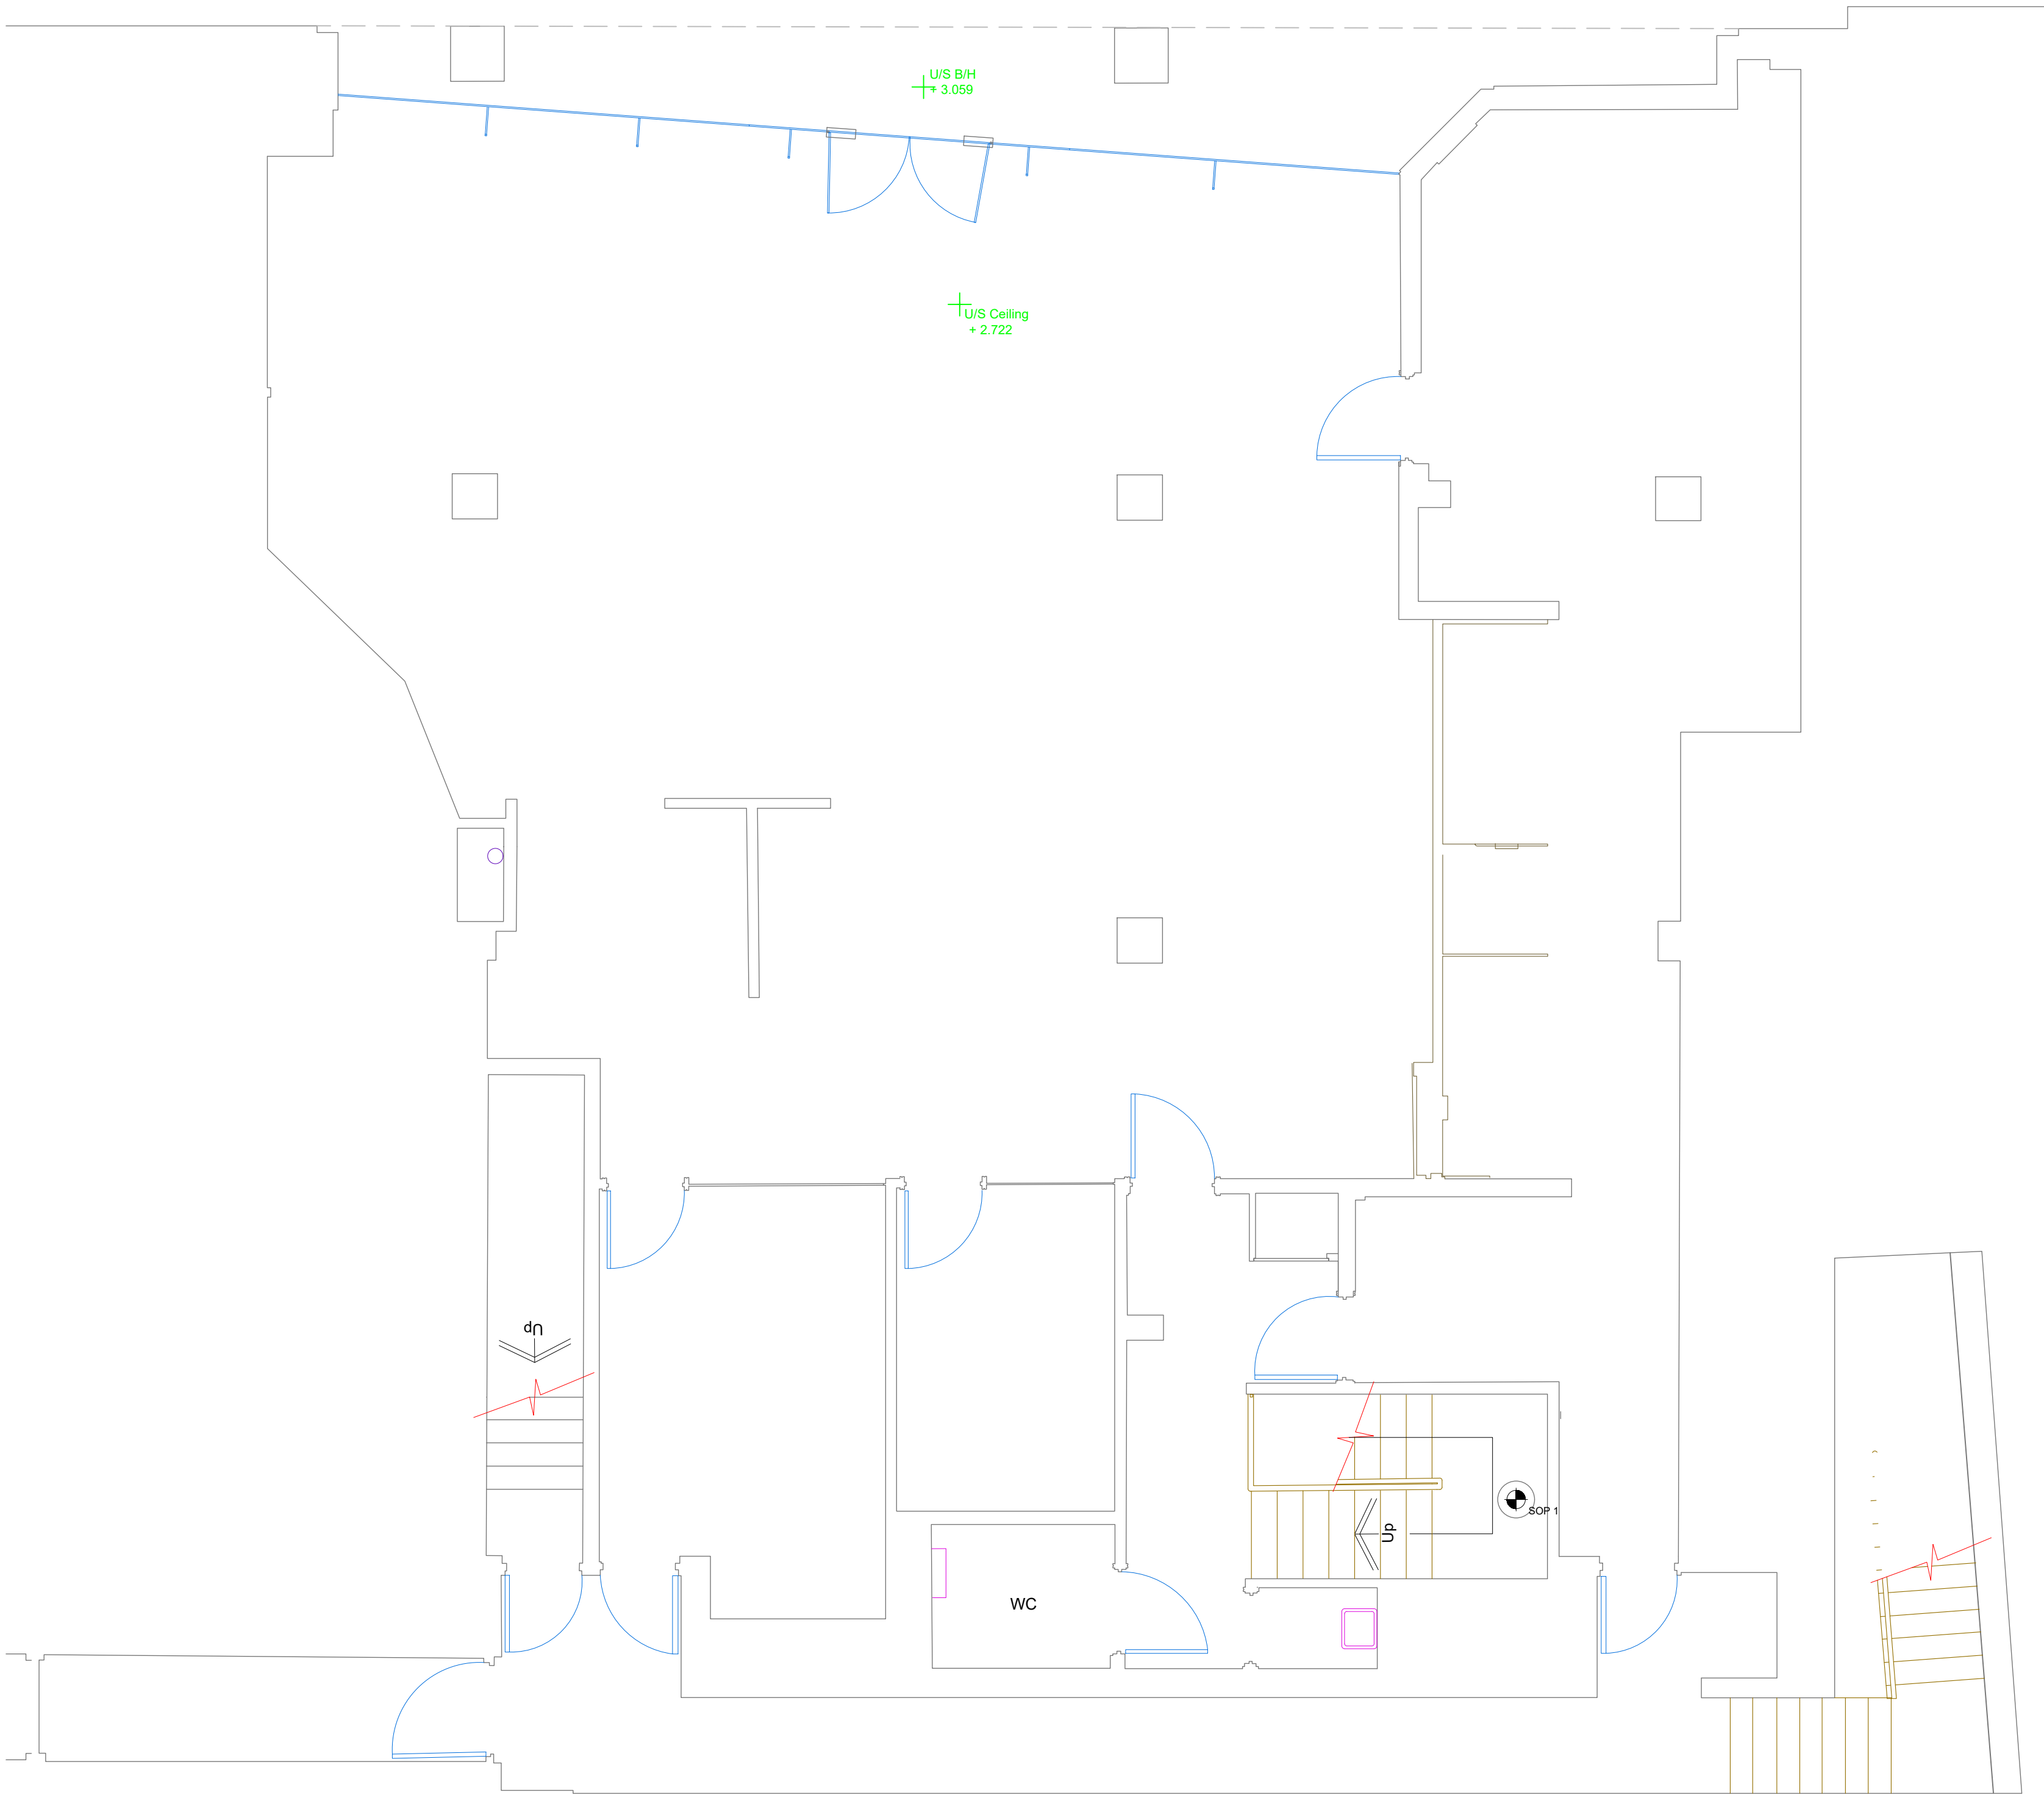 U/S B/H
+ 3.059
U/S Ceiling
+ 2.722
Up
Up
SOP 1
WC